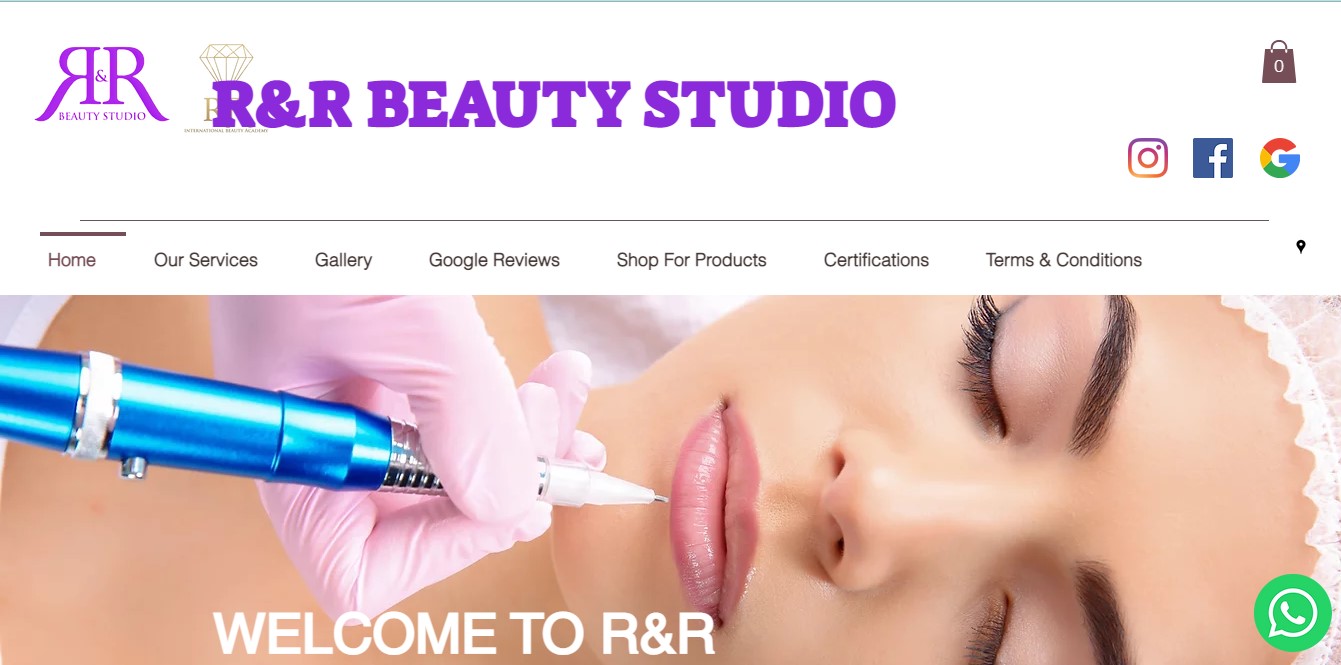 R&R
BEAUTY STUDIO
INTERNATIONAL BEAUTY ACADEMY
R&R BEAUTY STUDIO
0
Home
Our Services
Gallery
Google Reviews
Shop For Products
Certifications
Terms & Conditions
WELCOME TO R&R